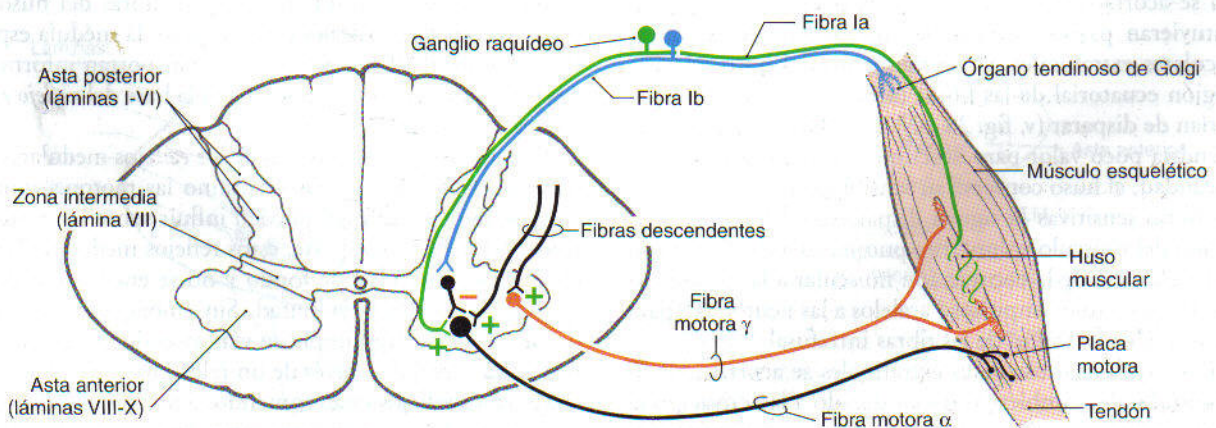 Ganglio raquídeo
Fibra Ia
Asta posterior
(láminas I-VI)
Fibra Ib
Órgano tendinoso de Golgi
Zona intermedia
(lámina VII)
Músculo esquelético
Fibras descendentes
Huso
muscular
Fibra
motora γ
Placa
motora
Asta anterior
(láminas VIII-X)
Fibra motora α
Tendón
−
+
+
+